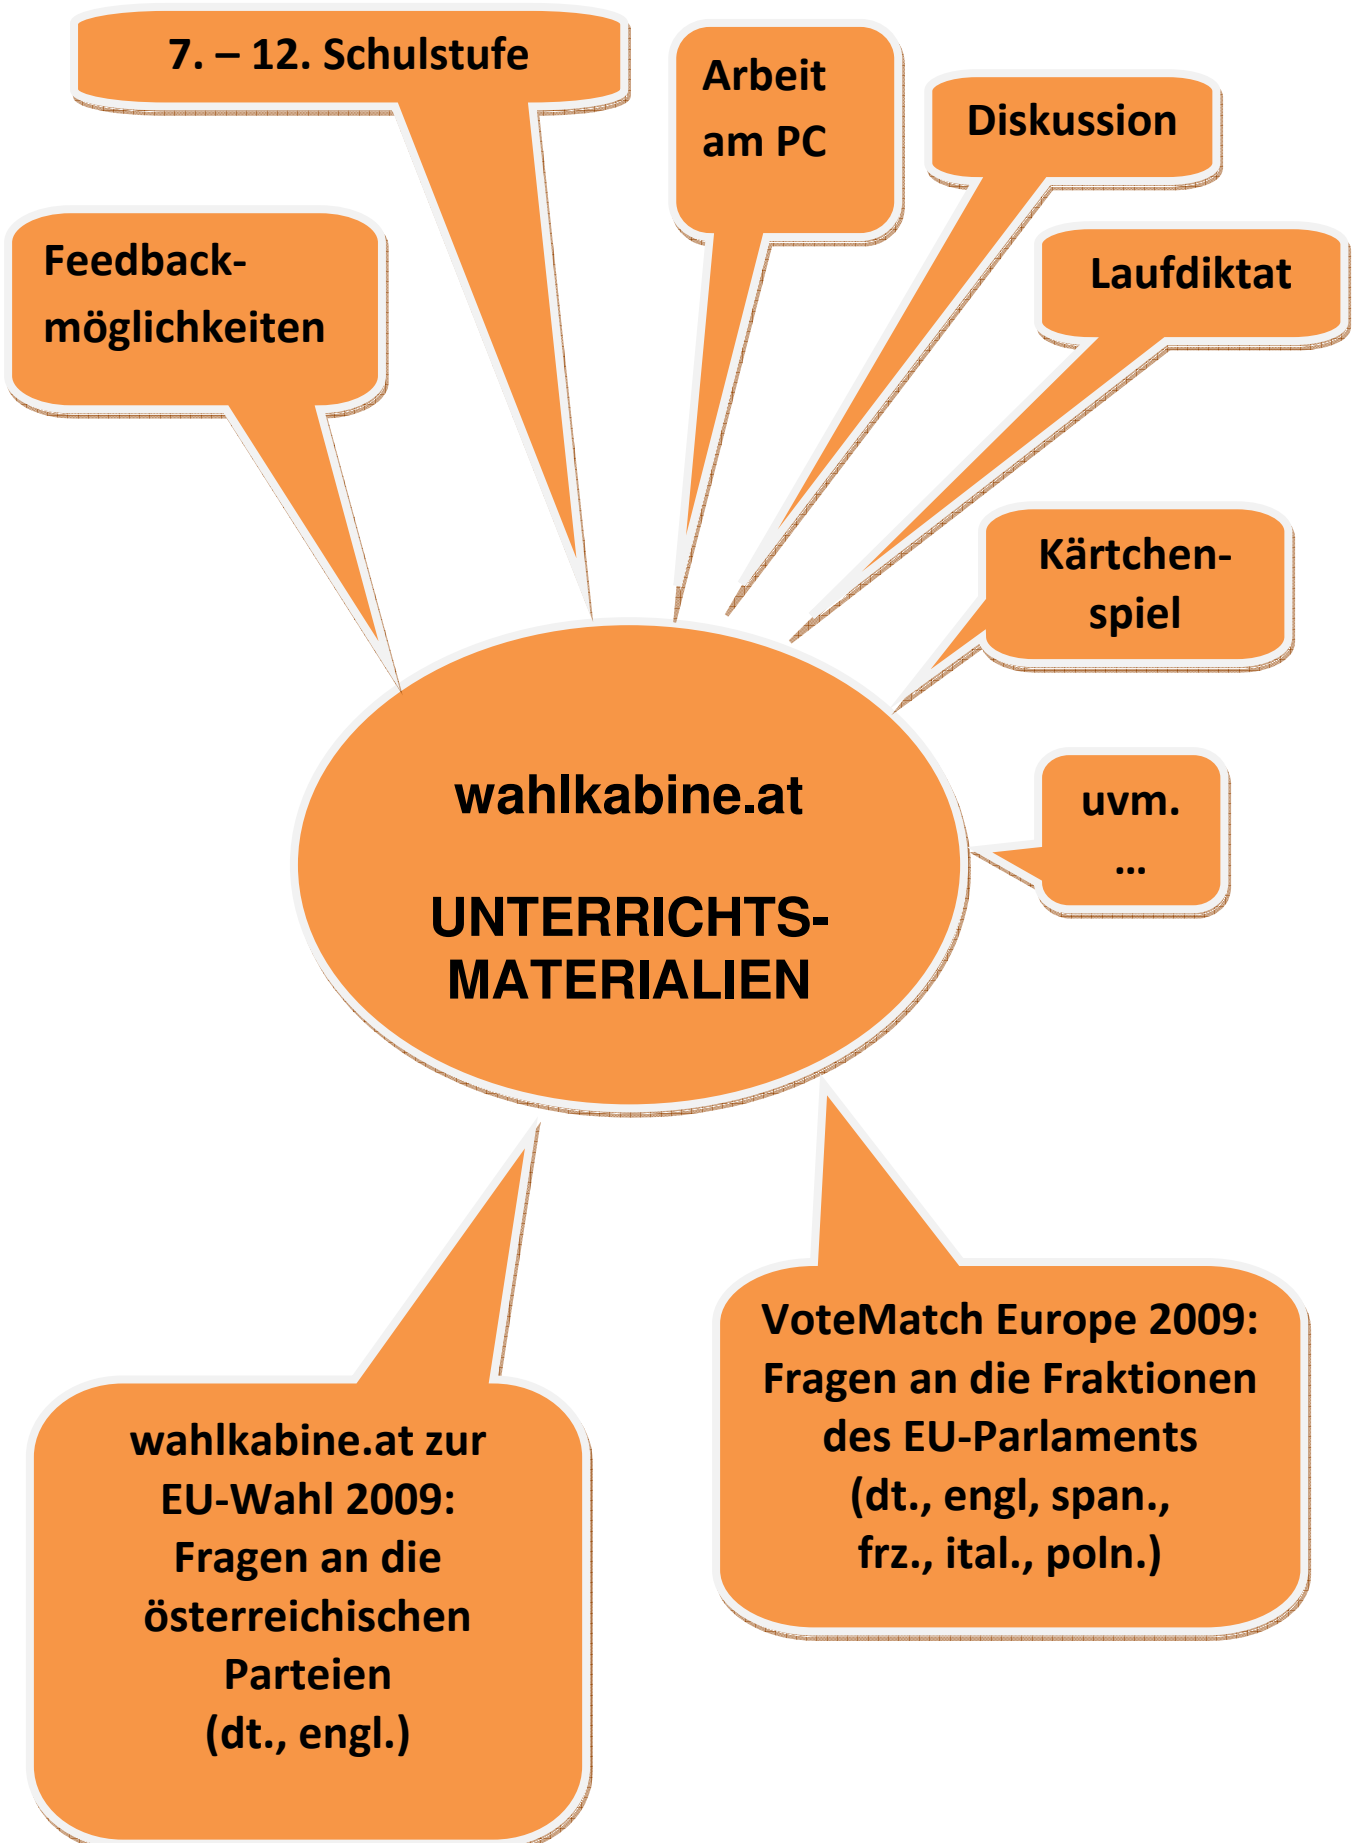 7. – 12. Schulstufe
Arbeit
am PC
Diskussion
Feedback-
möglichkeiten
Laufdiktat
Kärtchen-
spiel
wahlkabine.at
UNTERRICHTS-
MATERIALIEN
uvm.
...
VoteMatch Europe 2009:
Fragen an die Fraktionen
des EU-Parlaments
(dt., engl, span.,
frz., ital., poln.)
wahlkabine.at zur
EU-Wahl 2009:
Fragen an die
österreichischen
Parteien
(dt., engl.)